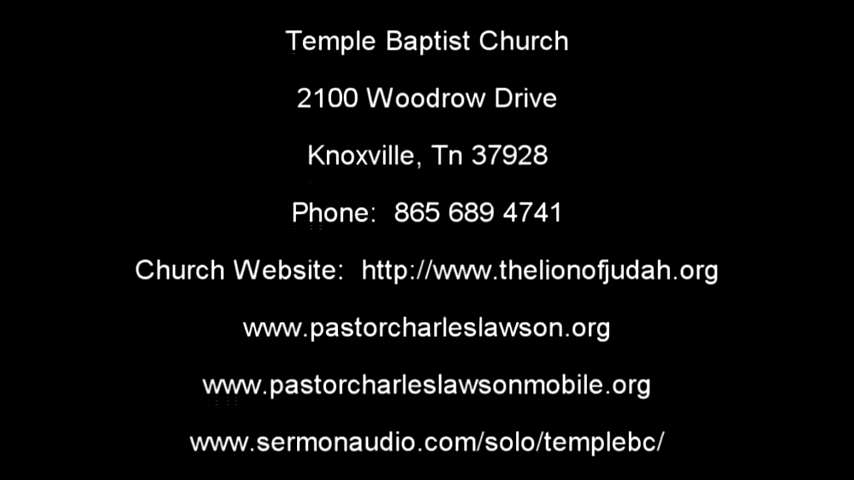 Temple Baptist Church
2100 Woodrow Drive
Knoxville, Tn 37928
Phone:  865 689 4741
Church Website:  http://www.thelionofjudah.org
www.pastorcharleslawson.org
www.pastorcharleslawsonmobile.org
www.sermonaudio.com/solo/templebc/